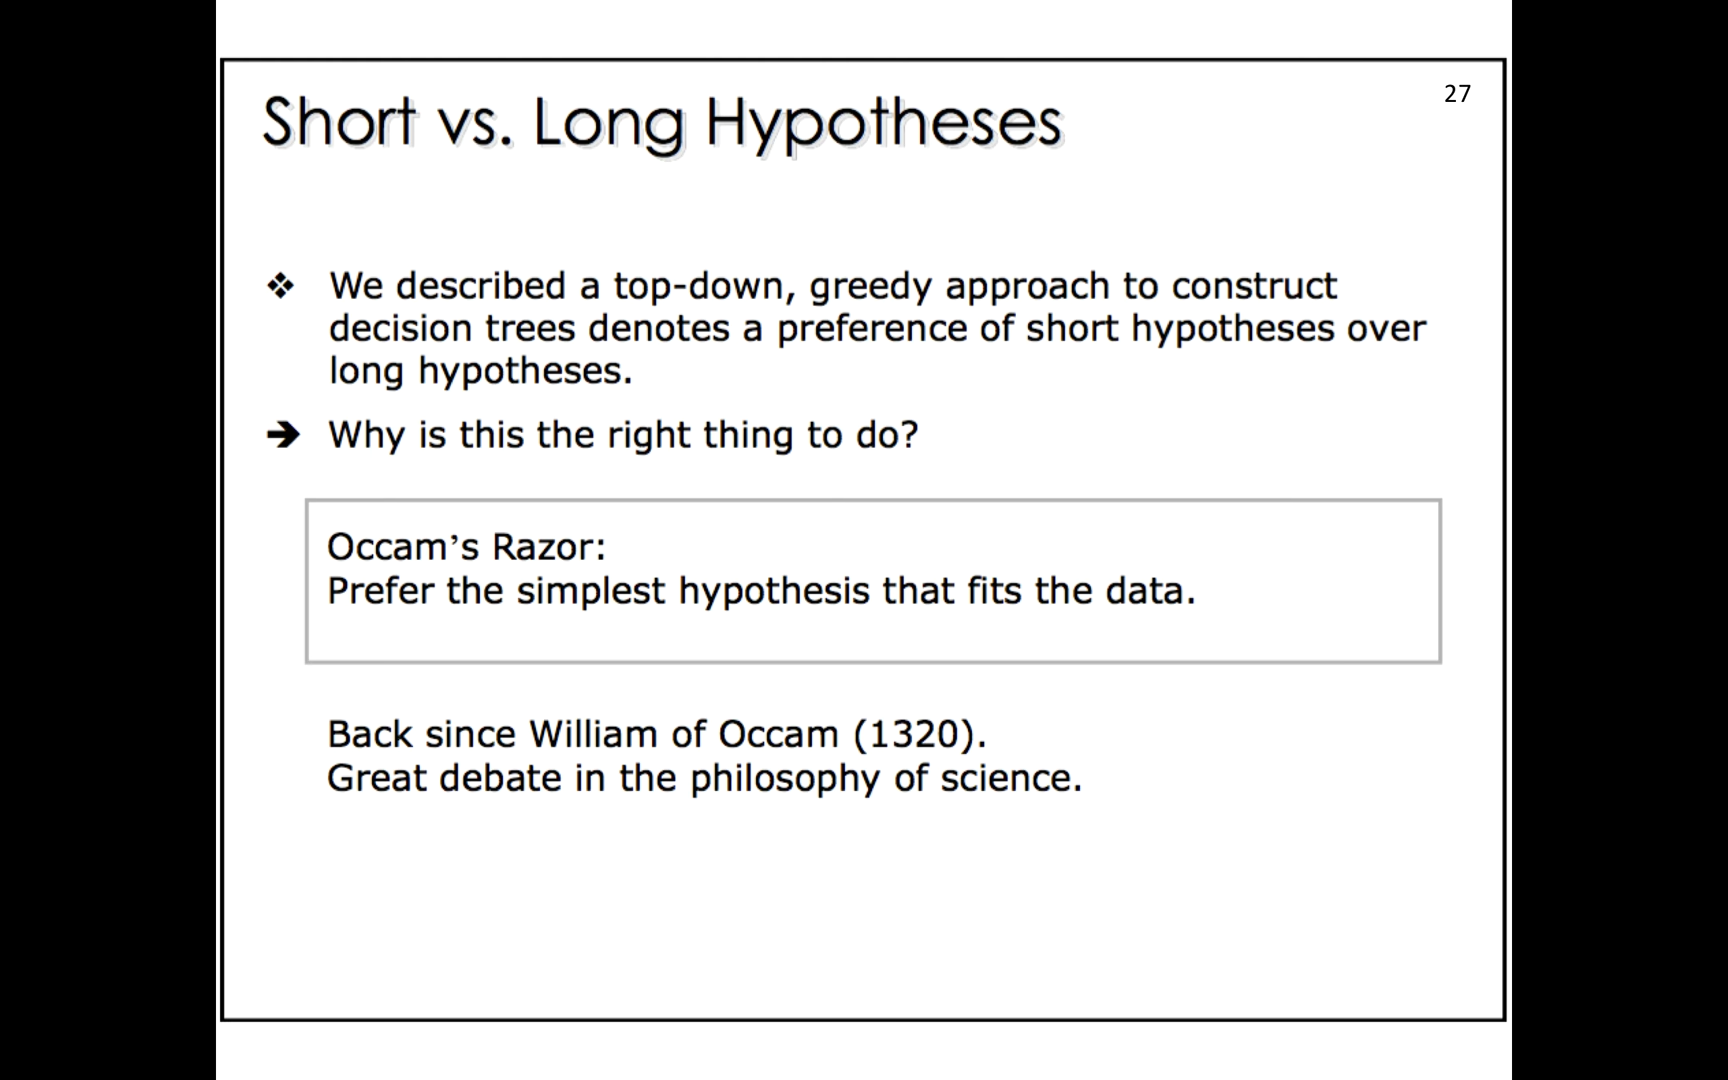 27
Short vs. Long Hypotheses
❖ We described a top-down, greedy approach to construct
decision trees denotes a preference of short hypotheses over
long hypotheses.
➔ Why is this the right thing to do?
Occam’s Razor:
Prefer the simplest hypothesis that fits the data.
Back since William of Occam (1320).
Great debate in the philosophy of science.